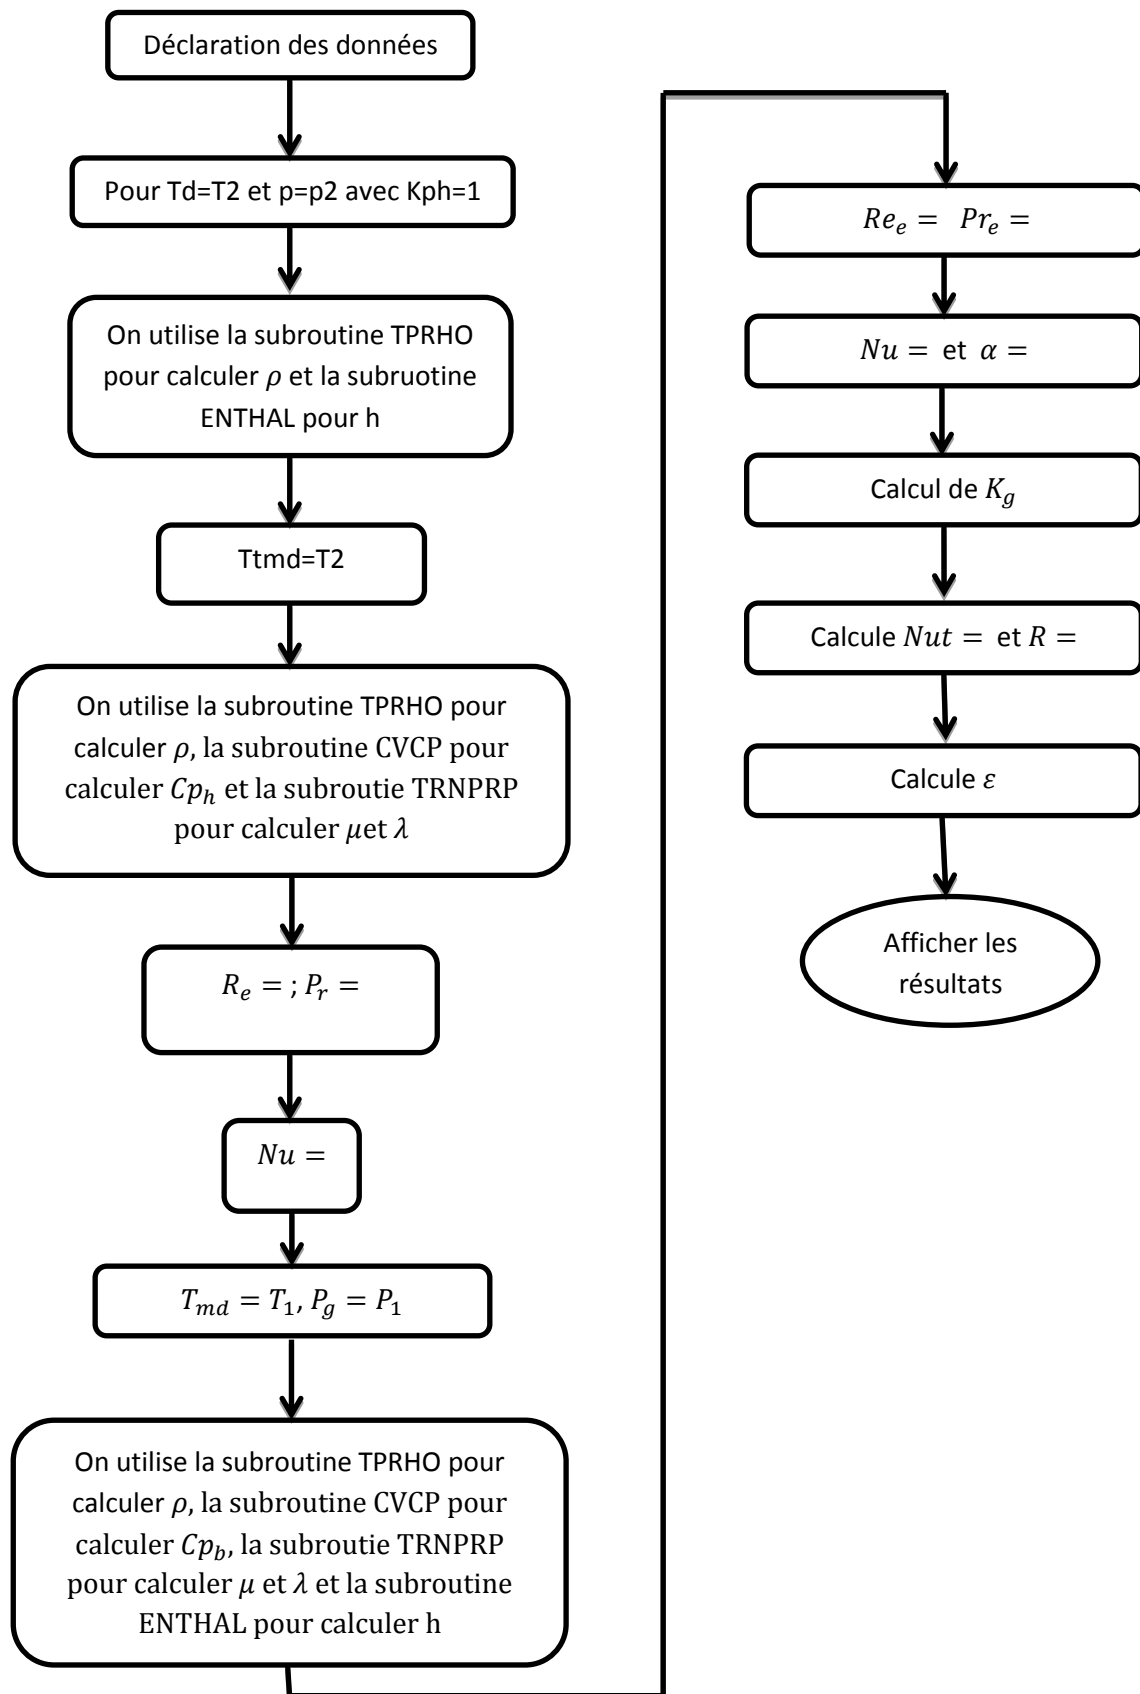 Déclaration des données
Pour Td=T2 et p=p2 avec Kph=1
On utilise la subroutine TPRHO
pour calculer ρ et la subruotine
ENTHAL pour h
Ttmd=T2
On utilise la subroutine TPRHO pour
calculer ρ, la subroutine CVCP pour
calculer Cp_h et la subroutie TRNPRP
pour calculer μet λ
R_e = ; P_r =
Nu =
T_md = T_1, P_g = P_1
On utilise la subroutine TPRHO pour
calculer ρ, la subroutine CVCP pour
calculer Cp_b, la subroutie TRNPRP
pour calculer μ et λ et la subroutine
ENTHAL pour calculer h
Re_e = Pr_e =
Nu = et α =
Calcul de K_g
Calcule Nut = et R =
Calcule ε
Afficher les
résultats